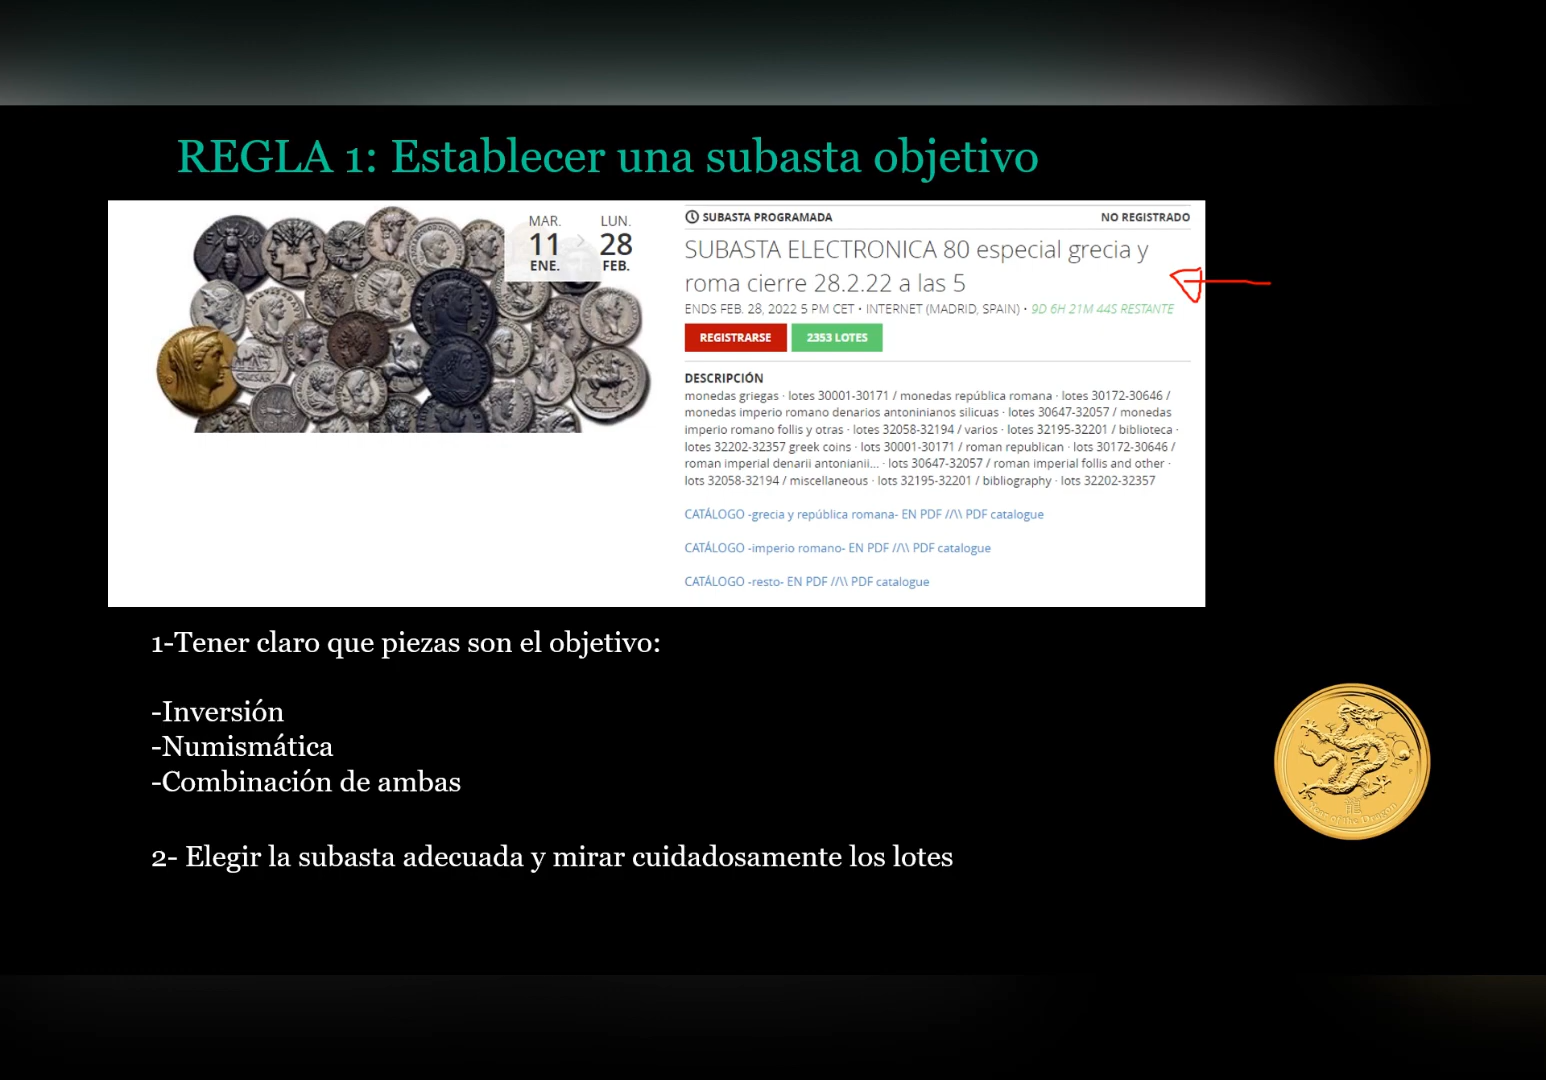 REGLA 1: Establecer una subasta objetivo
MAR.
11
ENE.
LUN.
28
FEB.
SUBASTA PROGRAMADA
NO REGISTRADO
SUBASTA ELECTRONICA 80 especial grecia y
roma cierre 28.2.22 a las 5
ENDS FEB. 28, 2022 5 PM CET • INTERNET (MADRID, SPAIN) • 9D 6H 21M 44S RESTANTE
REGISTRARSE
2353 LOTES
DESCRIPCIÓN
monedas griegas · lotes 30001-30171 / monedas república romana · lotes 30172-30646 /
monedas imperio romano denarios antoninianos silicuas · lotes 30647-32057 / monedas
imperio romano follis y otras · lotes 32058-32194 / varios · lotes 32195-32201 / biblioteca ·
lotes 32202-32357 greek coins · lots 30001-30171 / roman republican · lots 30172-30646 /
roman imperial denarii antonianii... · lots 30647-32057 / roman imperial follis and other ·
lots 32058-32194 / miscellaneous · lots 32195-32201 / bibliography · lots 32202-32357
CATÁLOGO -grecia y república romana- EN PDF //\\ PDF catalogue
CATÁLOGO -imperio romano- EN PDF //\\ PDF catalogue
CATÁLOGO -resto- EN PDF //\\ PDF catalogue
1-Tener claro que piezas son el objetivo:
-Inversión
-Numismática
-Combinación de ambas
2- Elegir la subasta adecuada y mirar cuidadosamente los lotes
龍
Year of the Dragon